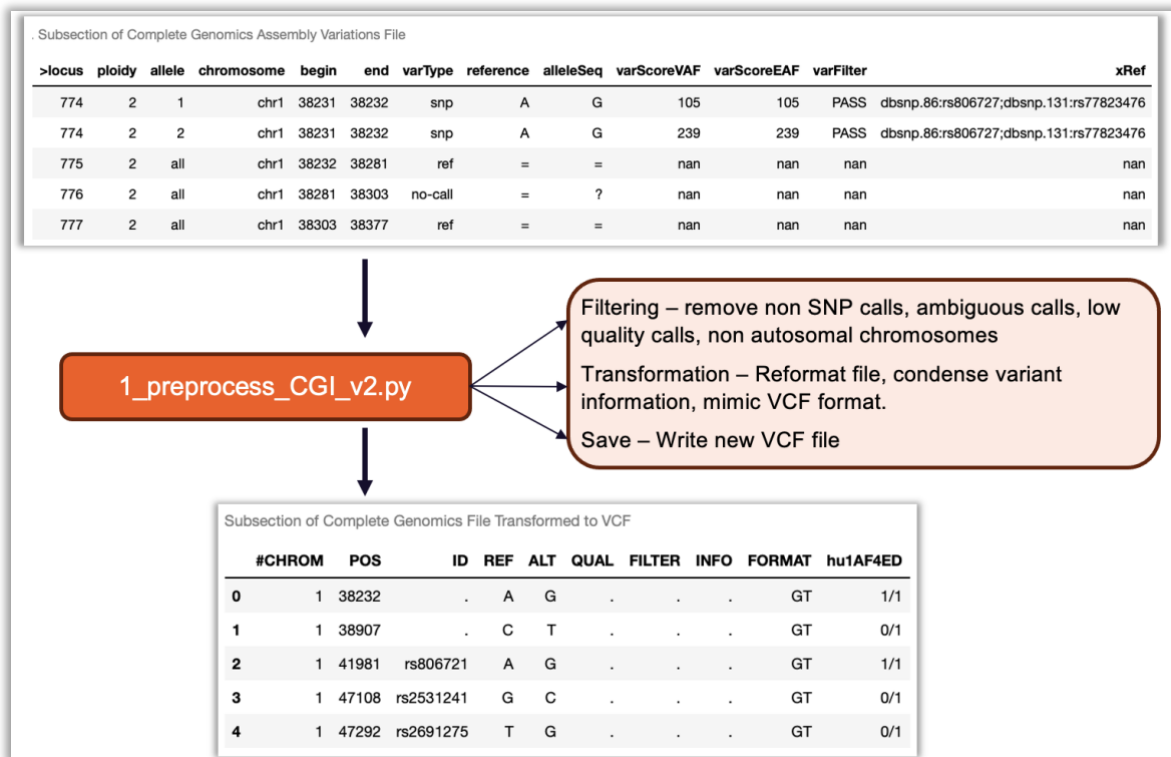 . Subsection of Complete Genomics Assembly Variations File
>locus ploidy allele chromosome begin end varType reference alleleSeq varScoreVAF varScoreEAF varFilter xRef
774 2 1 chr1 38231 38232 snp A G 105 105 PASS dbsnp.86:rs806727;dbsnp.131:rs77823476
774 2 2 chr1 38231 38232 snp A G 239 239 PASS dbsnp.86:rs806727;dbsnp.131:rs77823476
775 2 all chr1 38232 38281 ref = = nan nan nan nan
776 2 all chr1 38281 38303 no-call = ? nan nan nan nan
777 2 all chr1 38303 38377 ref = = nan nan nan nan
1_preprocess_CGI_v2.py
Filtering – remove non SNP calls, ambiguous calls, low
quality calls, non autosomal chromosomes
Transformation – Reformat file, condense variant
information, mimic VCF format.
Save – Write new VCF file
Subsection of Complete Genomics File Transformed to VCF
#CHROM POS ID REF ALT QUAL FILTER INFO FORMAT hu1AF4ED
0 1 38232 . A G . . . GT 1/1
1 1 38907 . C T . . . GT 0/1
2 1 41981 rs806721 A G . . . GT 1/1
3 1 47108 rs2531241 G C . . . GT 0/1
4 1 47292 rs2691275 T G . . . GT 0/1